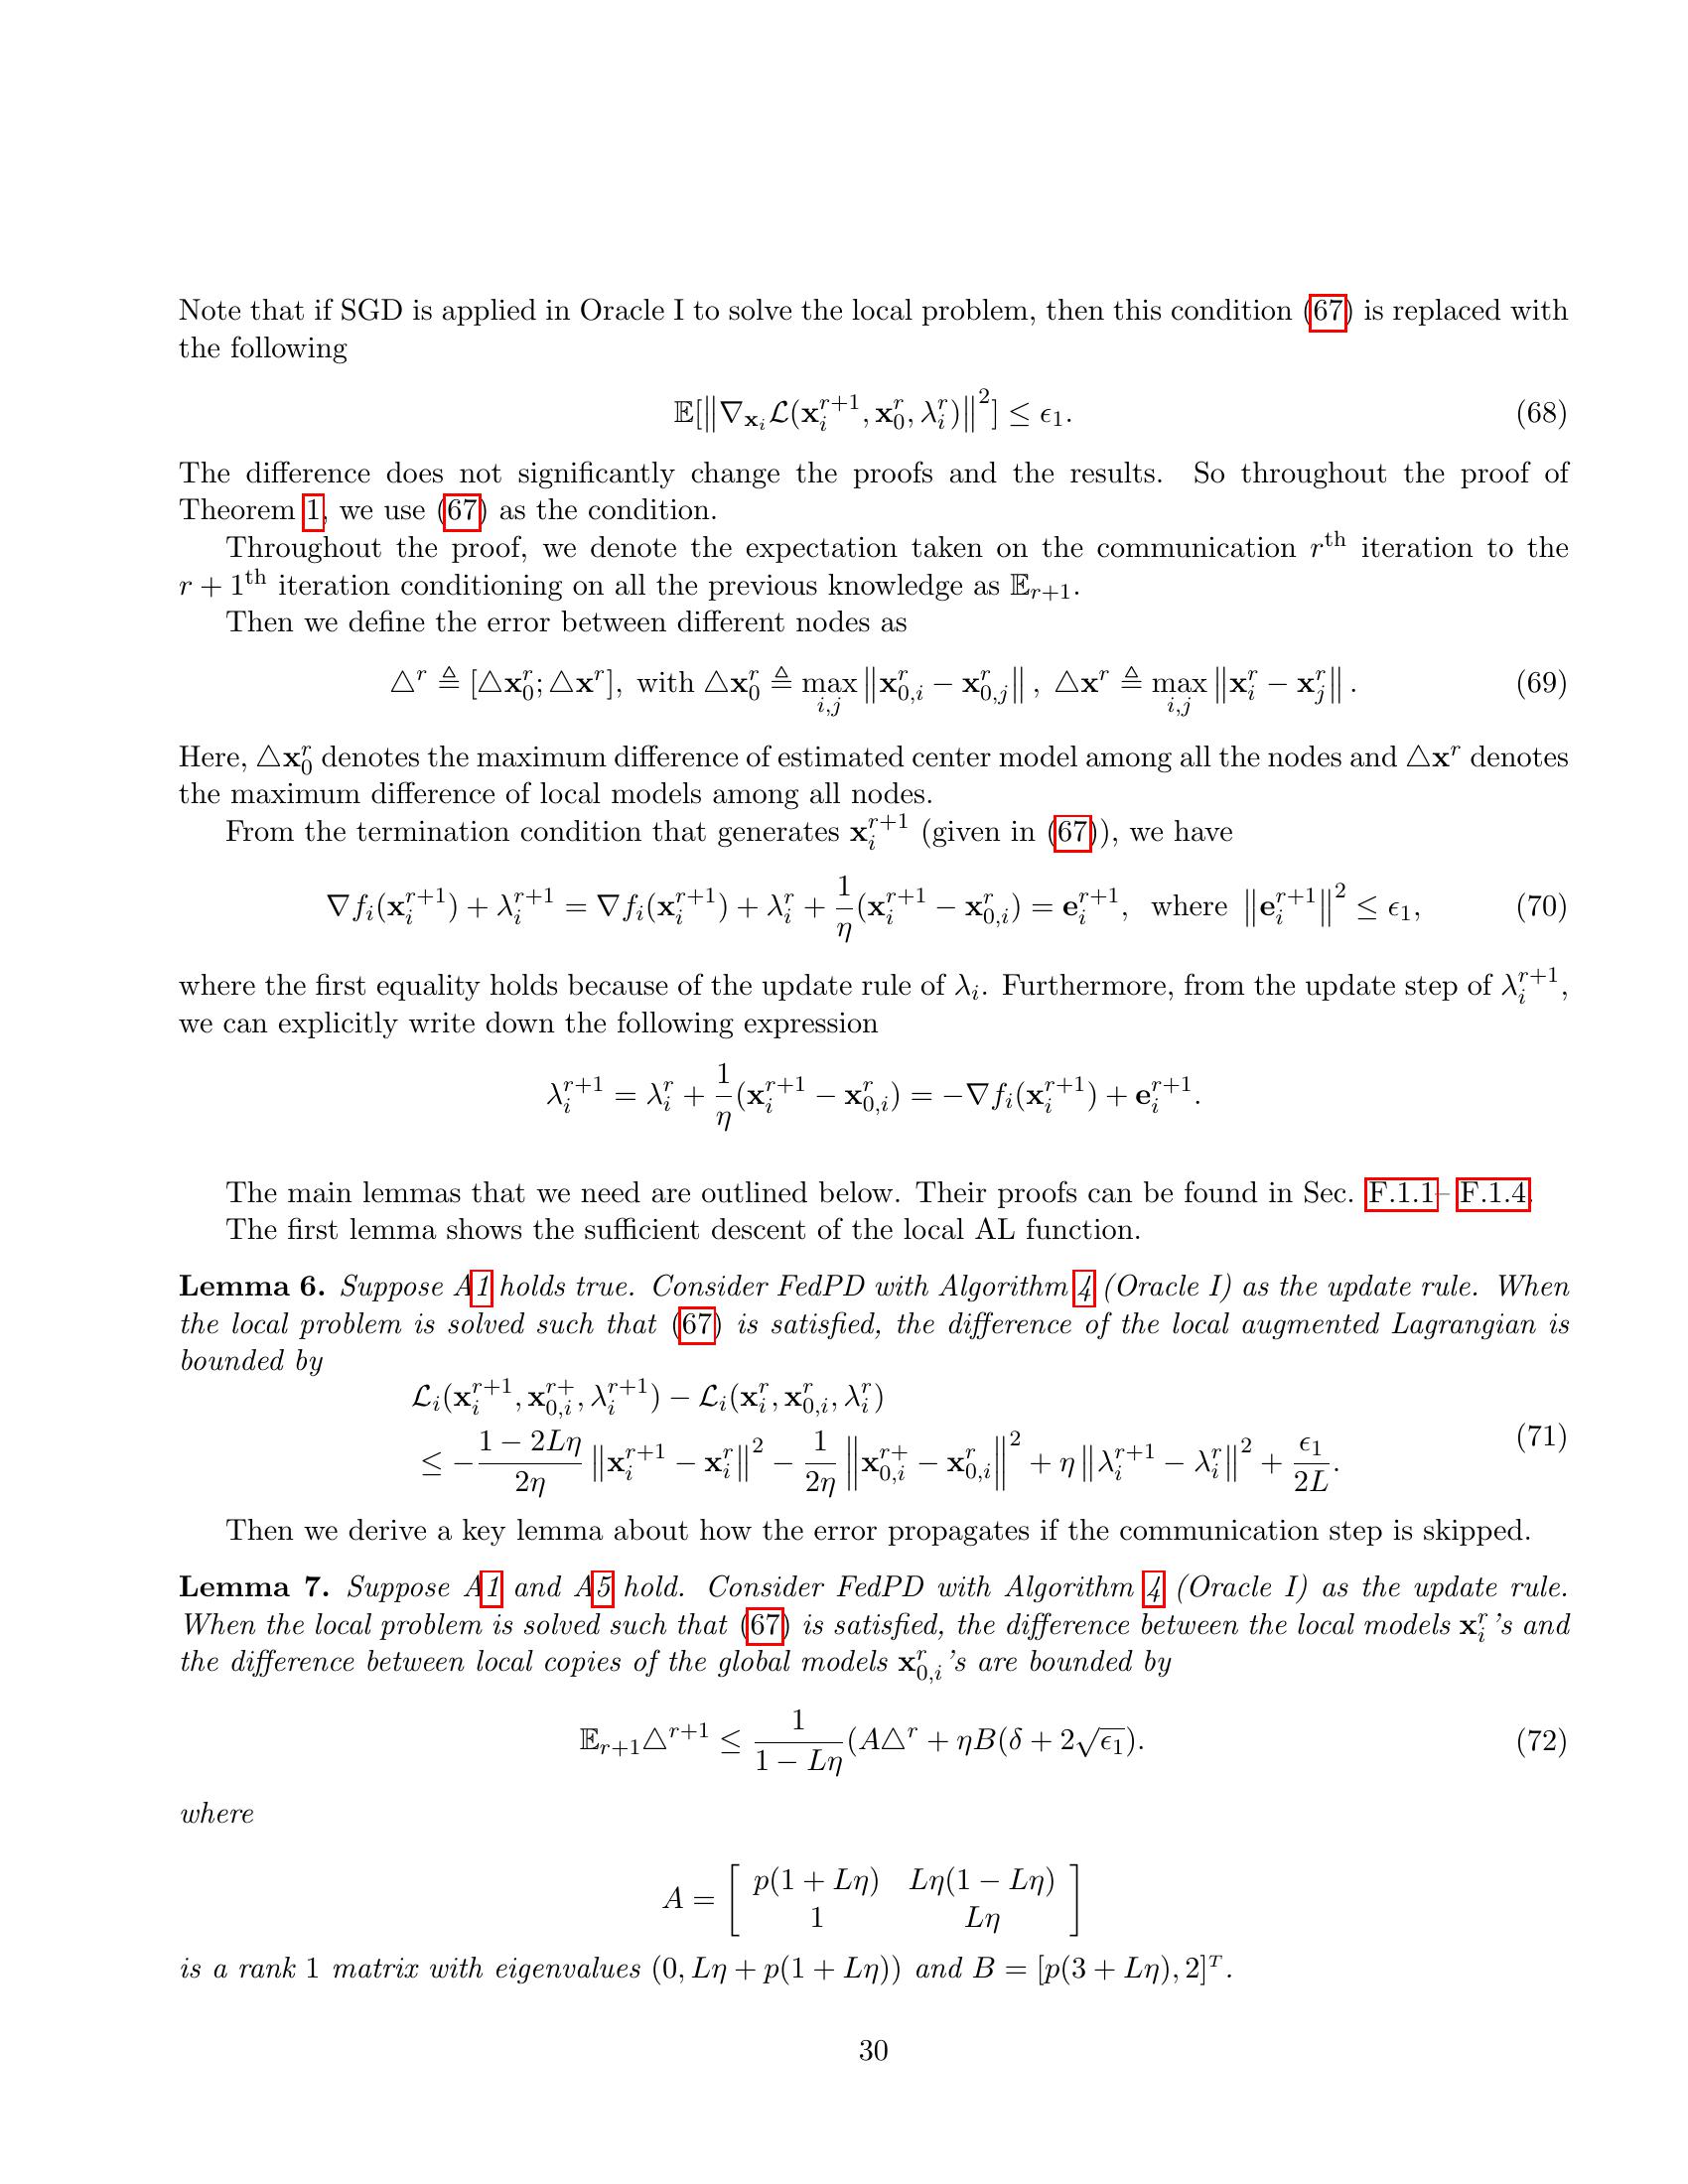 Note that if SGD is applied in Oracle I to solve the local problem, then this condition (67) is replaced with
the following
$$\mathbb{E}[\left\|\nabla_{\mathbf{x}_i}\mathcal{L}(\mathbf{x}_i^{r+1}, \mathbf{x}_0^r, \lambda_i^r)\right\|^2] \leq \epsilon_1. \quad (68)$$
The difference does not significantly change the proofs and the results. So throughout the proof of
Theorem 1, we use (67) as the condition.
Throughout the proof, we denote the expectation taken on the communication $r^{\text{th}}$ iteration to the
$r+1^{\text{th}}$ iteration conditioning on all the previous knowledge as $\mathbb{E}_{r+1}$.
Then we define the error between different nodes as
$$\triangle^r \triangleq [\triangle\mathbf{x}_0^r; \triangle\mathbf{x}^r], \text{ with } \triangle\mathbf{x}_0^r \triangleq \max_{i,j}\left\|\mathbf{x}_{0,i}^r - \mathbf{x}_{0,j}^r\right\|, \ \triangle\mathbf{x}^r \triangleq \max_{i,j}\left\|\mathbf{x}_i^r - \mathbf{x}_j^r\right\|. \quad (69)$$
Here, $\triangle\mathbf{x}_0^r$ denotes the maximum difference of estimated center model among all the nodes and $\triangle\mathbf{x}^r$ denotes
the maximum difference of local models among all nodes.
From the termination condition that generates $\mathbf{x}_i^{r+1}$ (given in (67)), we have
$$\nabla f_i(\mathbf{x}_i^{r+1}) + \lambda_i^{r+1} = \nabla f_i(\mathbf{x}_i^{r+1}) + \lambda_i^r + \frac{1}{\eta}(\mathbf{x}_i^{r+1} - \mathbf{x}_{0,i}^r) = \mathbf{e}_i^{r+1}, \text{ where } \left\|\mathbf{e}_i^{r+1}\right\|^2 \leq \epsilon_1, \quad (70)$$
where the first equality holds because of the update rule of $\lambda_i$. Furthermore, from the update step of $\lambda_i^{r+1}$,
we can explicitly write down the following expression
$$\lambda_i^{r+1} = \lambda_i^r + \frac{1}{\eta}(\mathbf{x}_i^{r+1} - \mathbf{x}_{0,i}^r) = -\nabla f_i(\mathbf{x}_i^{r+1}) + \mathbf{e}_i^{r+1}.$$
The main lemmas that we need are outlined below. Their proofs can be found in Sec. F.1.1– F.1.4.
The first lemma shows the sufficient descent of the local AL function.
Lemma 6. Suppose A1 holds true. Consider FedPD with Algorithm 4 (Oracle I) as the update rule. When
the local problem is solved such that (67) is satisfied, the difference of the local augmented Lagrangian is
bounded by
$$\mathcal{L}_i(\mathbf{x}_i^{r+1}, \mathbf{x}_{0,i}^{r+}, \lambda_i^{r+1}) - \mathcal{L}_i(\mathbf{x}_i^r, \mathbf{x}_{0,i}^r, \lambda_i^r)$$
$$\leq -\frac{1-2L\eta}{2\eta}\left\|\mathbf{x}_i^{r+1} - \mathbf{x}_i^r\right\|^2 - \frac{1}{2\eta}\left\|\mathbf{x}_{0,i}^{r+} - \mathbf{x}_{0,i}^r\right\|^2 + \eta\left\|\lambda_i^{r+1} - \lambda_i^r\right\|^2 + \frac{\epsilon_1}{2L}. \quad (71)$$
Then we derive a key lemma about how the error propagates if the communication step is skipped.
Lemma 7. Suppose A1 and A5 hold. Consider FedPD with Algorithm 4 (Oracle I) as the update rule.
When the local problem is solved such that (67) is satisfied, the difference between the local models $\mathbf{x}_i^r$'s and
the difference between local copies of the global models $\mathbf{x}_{0,i}^r$'s are bounded by
$$\mathbb{E}_{r+1}\triangle^{r+1} \leq \frac{1}{1-L\eta}(A\triangle^r + \eta B(\delta + 2\sqrt{\epsilon_1}). \quad (72)$$
where
$$A = \begin{bmatrix} p(1+L\eta) & L\eta(1-L\eta) \\ 1 & L\eta \end{bmatrix}$$
is a rank 1 matrix with eigenvalues $(0, L\eta + p(1+L\eta))$ and $B = [p(3+L\eta), 2]^T$.
30